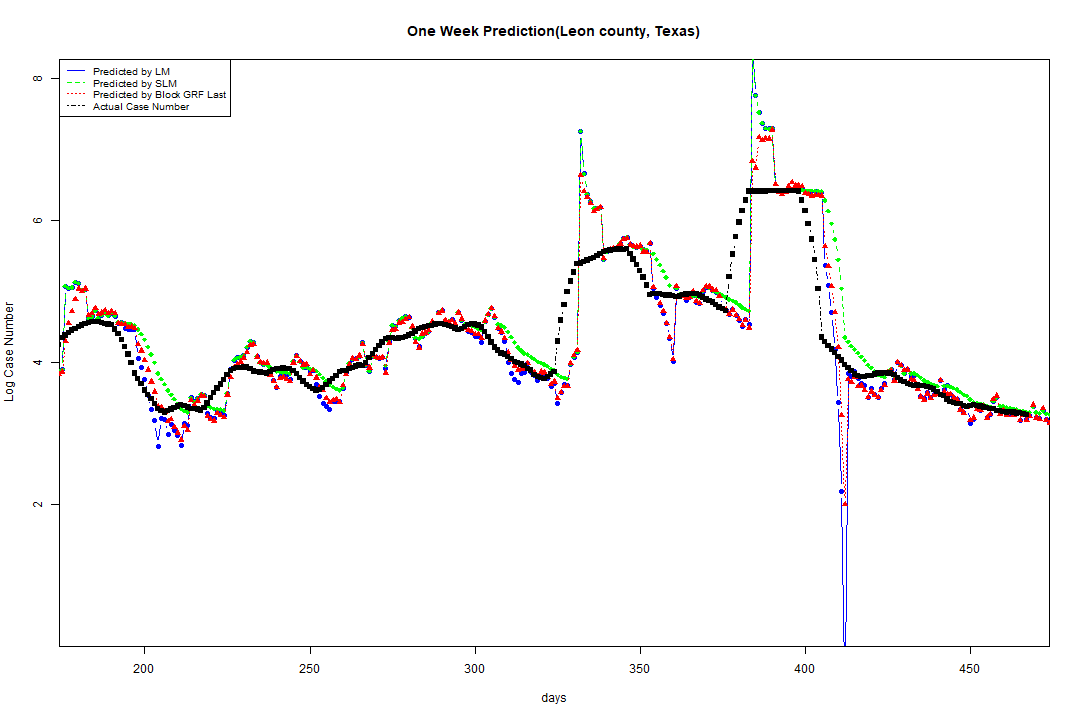 One Week Prediction(Leon county, Texas)
Predicted by LM
Predicted by SLM
Predicted by Block GRF Last
Actual Case Number
8
6
4
2
Log Case Number
200 250 300 350 400 450
days